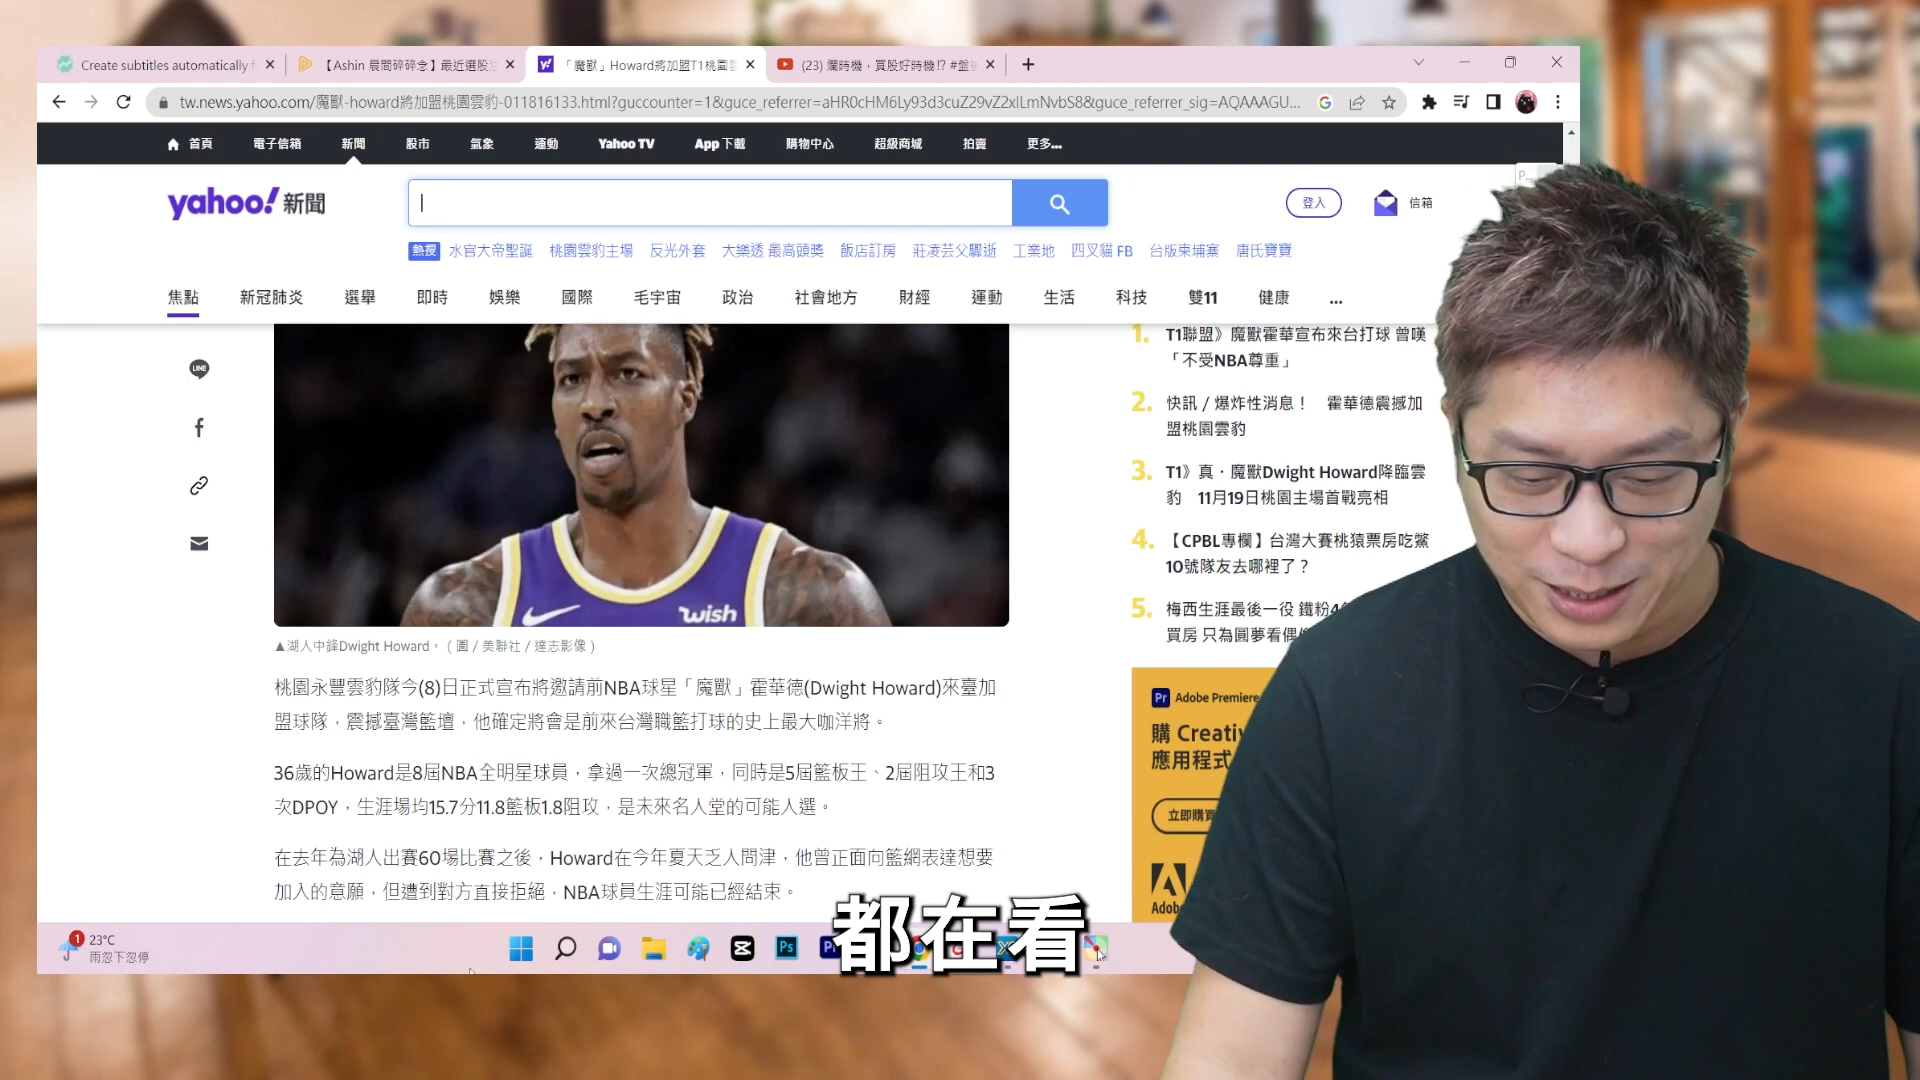 Create subtitles automatically f
【Ashin 晨間碎碎念】最近選股
「魔獸」Howard將加盟T1桃園雲
(23) 爛時機，買股好時機!? #盤
tw.news.yahoo.com/魔獸-howard將加盟桃園雲豹-011816133.html?guccounter=1&guce_referrer=aHR0cHM6Ly93d3cuZ29vZ2xlLmNvbS8&guce_referrer_sig=AQAAAGU...
首頁 電子信箱 新聞 股市 氣象 運動 Yahoo TV App下載 購物中心 超級商城 拍賣 更多...
yahoo!新聞
登入 信箱
熱搜 水官大帝聖誕 桃園雲豹主場 反光外套 大樂透 最高頭獎 飯店訂房 莊凌芸父驟逝 工業地 四叉貓 FB 台版柬埔寨 唐氏寶寶
焦點 新冠肺炎 選舉 即時 娛樂 國際 毛宇宙 政治 社會地方 財經 運動 生活 科技 雙11 健康 ...
LINE
wish
▲湖人中鋒Dwight Howard。（圖／美聯社／達志影像）
桃園永豐雲豹隊今(8)日正式宣布將邀請前NBA球星「魔獸」霍華德(Dwight Howard)來臺加
盟球隊，震撼臺灣籃壇，他確定將會是前來台灣職籃打球的史上最大咖洋將。
36歲的Howard是8屆NBA全明星球員，拿過一次總冠軍，同時是5屆籃板王、2屆阻攻王和3
次DPOY，生涯場均15.7分11.8籃板1.8阻攻，是未來名人堂的可能人選。
在去年為湖人出賽60場比賽之後，Howard在今年夏天乏人問津，他曾正面向籃網表達想要
加入的意願，但遭到對方直接拒絕，NBA球員生涯可能已經結束。
1. T1聯盟》魔獸霍華宣布來台打球 曾嘆
「不受NBA尊重」
2. 快訊／爆炸性消息！ 霍華德震撼加
盟桃園雲豹
3. T1》真．魔獸Dwight Howard降臨雲
豹 11月19日桃園主場首戰亮相
4. 【CPBL專欄】台灣大賽桃猿票房吃鱉
10號隊友去哪裡了？
5. 梅西生涯最後一役 鐵粉4
買房 只為圓夢看偶
Pr Adobe Premiere
購 Creativ
應用程式
立即購買
Adobe
1 23°C
雨忽下忽停
Ps
都在看